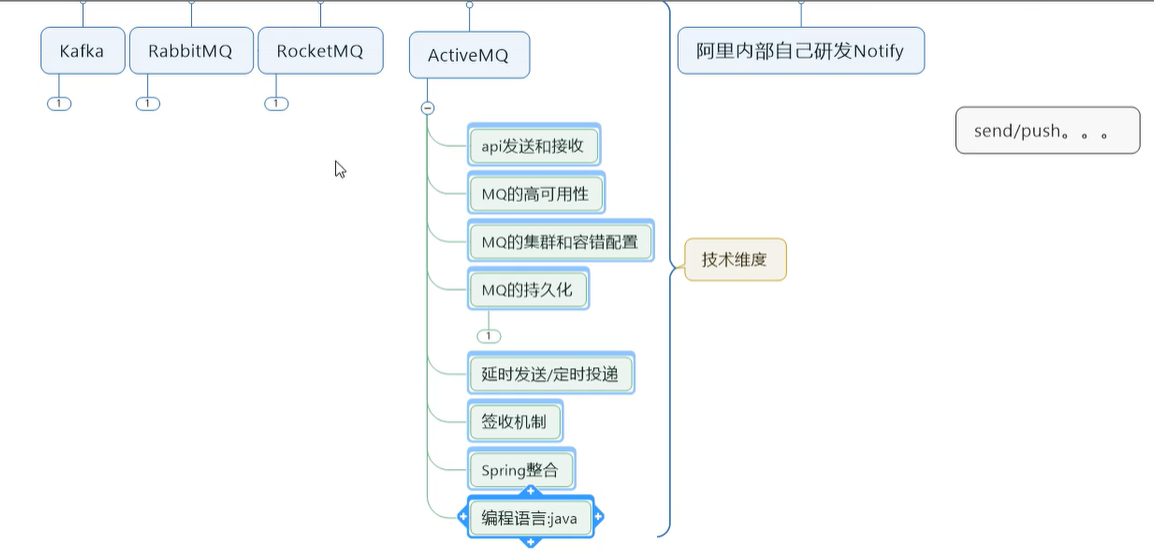 Kafka
RabbitMQ
RocketMQ
ActiveMQ
阿里内部自己研发Notify
1
1
1
send/push。。。
api发送和接收
MQ的高可用性
MQ的集群和容错配置
技术维度
MQ的持久化
1
延时发送/定时投递
签收机制
Spring整合
编程语言:java